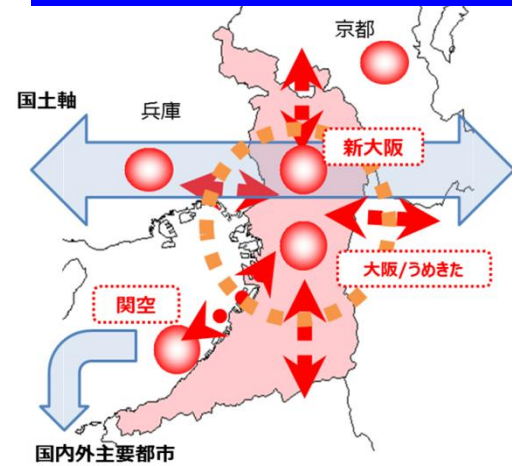 京都
国土軸
兵庫
新大阪
大阪/うめきた
関空
国内外主要都市